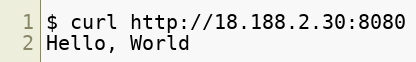 1 $ curl http://18.188.2.30:8080
2 Hello, World